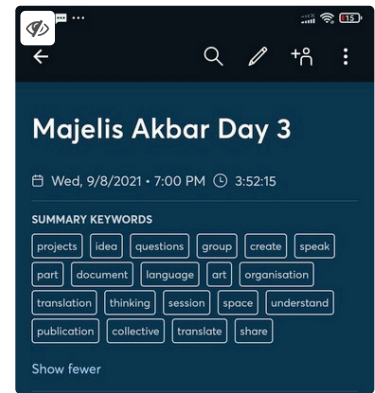 15
Majelis Akbar Day 3
Wed, 9/8/2021 • 7:00 PM 3:52:15
SUMMARY KEYWORDS
projects idea questions group create speak
part document language art organisation
translation thinking session space understand
publication collective translate share
Show fewer